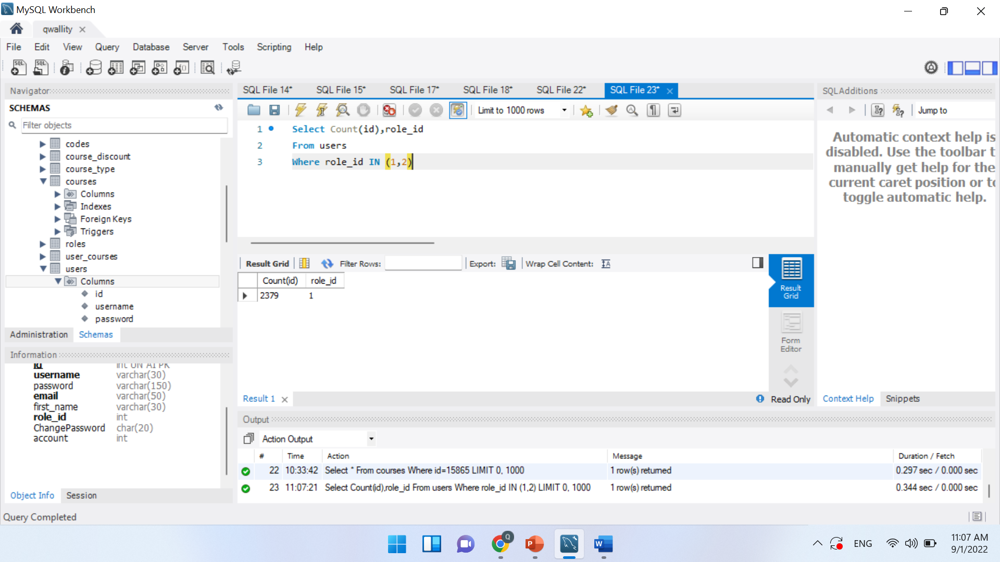 MySQL Workbench
qwallity
File Edit View Query Database Server Tools Scripting Help
Navigator
SCHEMAS
Filter objects
codes
course_discount
course_type
courses
Columns
Indexes
Foreign Keys
Triggers
roles
user_courses
users
Columns
id
username
password
Administration Schemas
Information
id int UN AI PK
username varchar(30)
password varchar(150)
email varchar(50)
first_name varchar(30)
role_id int
ChangePassword char(20)
account int
Object Info Session
Query Completed
SQL File 14* SQL File 15* SQL File 17* SQL File 18* SQL File 22* SQL File 23*
Limit to 1000 rows
1 Select Count(id),role_id
2 From users
3 Where role_id IN (1,2)
Result Grid Filter Rows: Export: Wrap Cell Content:
Count(id) role_id
2379 1
Result
Grid
Form
Editor
Result 1
Read Only
SQLAdditions
Jump to
Automatic context help is
disabled. Use the toolbar t
manually get help for the
current caret position or to
toggle automatic help.
Context Help Snippets
Output
Action Output
# Time Action Message Duration / Fetch
22 10:33:42 Select * From courses Where id=15865 LIMIT 0, 1000 1 row(s) returned 0.297 sec / 0.000 sec
23 11:07:21 Select Count(id),role_id From users Where role_id IN (1,2) LIMIT 0, 1000 1 row(s) returned 0.344 sec / 0.000 sec
ENG
11:07 AM
9/1/2022